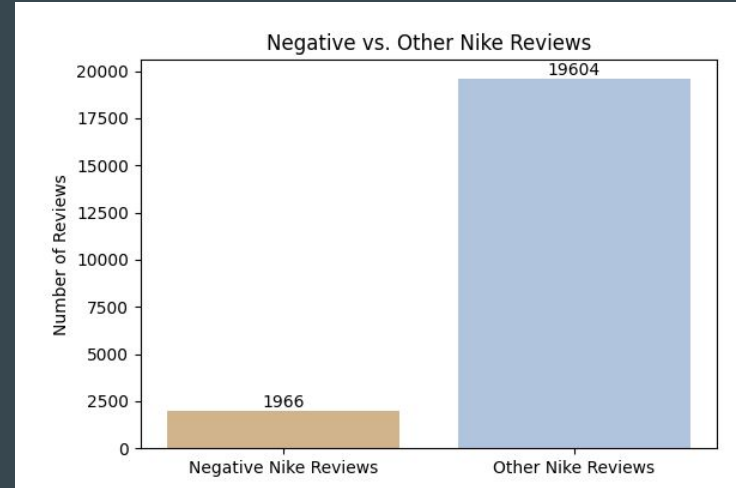 Negative vs. Other Nike Reviews
20000
17500
15000
12500
10000
7500
5000
2500
0
Number of Reviews
19604
1966
Negative Nike Reviews
Other Nike Reviews